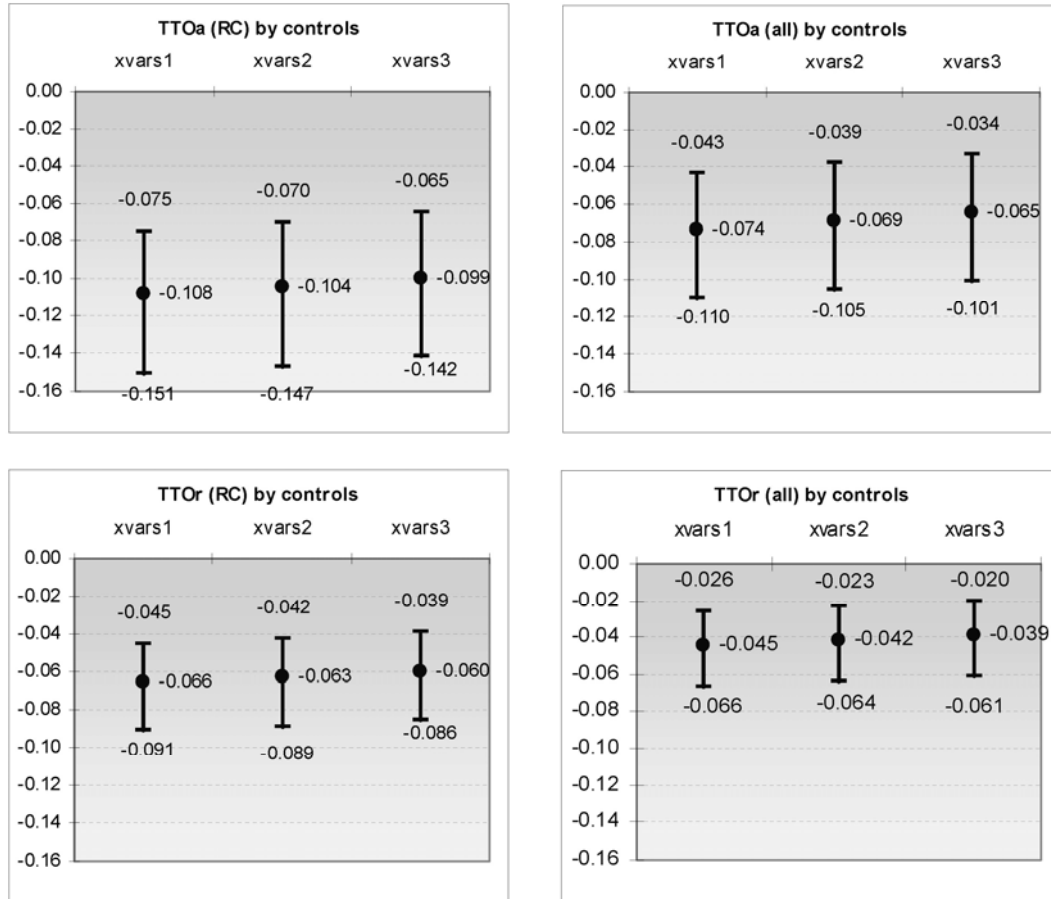 TTOa (RC) by controls
xvars1 xvars2 xvars3
0.00
-0.02
-0.04
-0.06
-0.08
-0.10
-0.12
-0.14
-0.16
-0.075 -0.070 -0.065
-0.108 -0.104 -0.099
-0.151 -0.147 -0.142
TTOa (all) by controls
xvars1 xvars2 xvars3
0.00
-0.02
-0.04
-0.06
-0.08
-0.10
-0.12
-0.14
-0.16
-0.043 -0.039 -0.034
-0.074 -0.069 -0.065
-0.110 -0.105 -0.101
TTOr (RC) by controls
xvars1 xvars2 xvars3
0.00
-0.02
-0.04
-0.06
-0.08
-0.10
-0.12
-0.14
-0.16
-0.045 -0.042 -0.039
-0.066 -0.063 -0.060
-0.091 -0.089 -0.086
TTOr (all) by controls
xvars1 xvars2 xvars3
0.00
-0.02
-0.04
-0.06
-0.08
-0.10
-0.12
-0.14
-0.16
-0.026 -0.023 -0.020
-0.045 -0.042 -0.039
-0.066 -0.064 -0.061